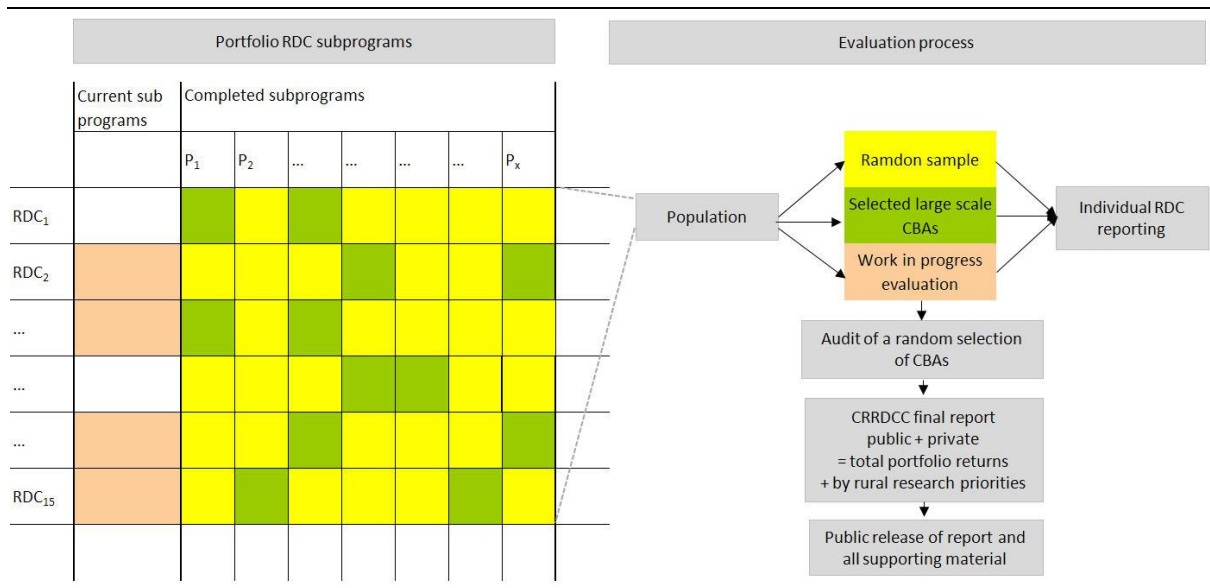 Portfolio RDC subprograms
Evaluation process
Current sub
programs
Completed subprograms
P1
P2
...
...
...
...
Px
RDC1
RDC2
...
...
...
RDC15
Population
Ramdon sample
Selected large scale
CBAs
Work in progress
evaluation
Individual RDC
reporting
Audit of a random selection
of CBAs
CRRDCC final report
public + private
= total portfolio returns
+ by rural research priorities
Public release of report and
all supporting material